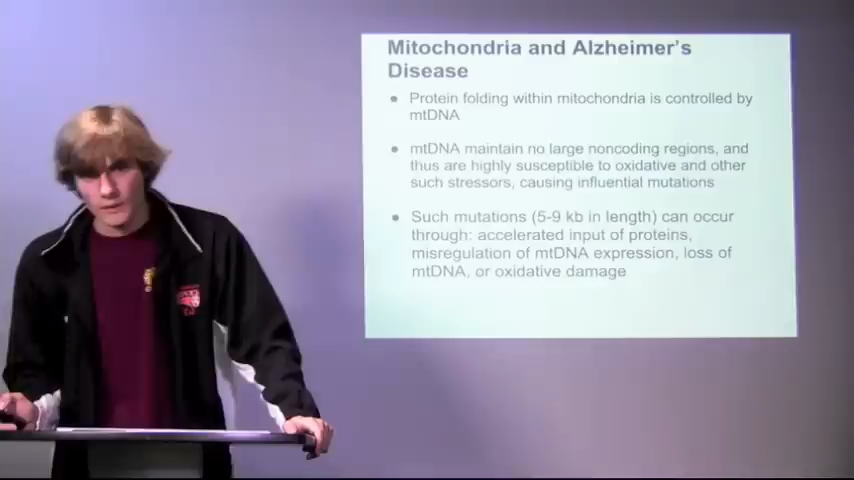 Mitochondria and Alzheimer's
Disease
● Protein folding within mitochondria is controlled by
mtDNA
● mtDNA maintain no large noncoding regions, and
thus are highly susceptible to oxidative and other
such stressors, causing influential mutations
● Such mutations (5-9 kb in length) can occur
through: accelerated input of proteins,
misregulation of mtDNA expression, loss of
mtDNA, or oxidative damage